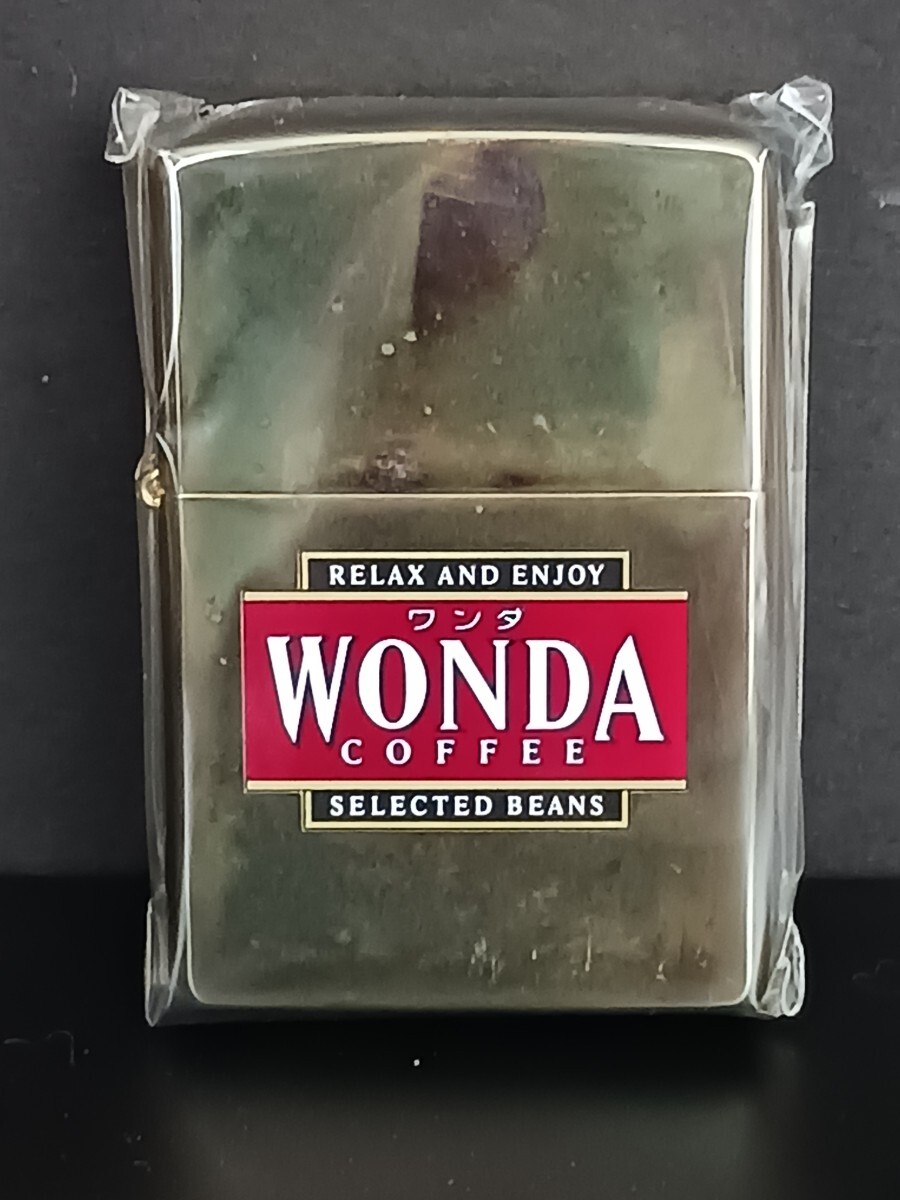 RELAX AND ENJOY
ワンダ
WONDA
COFFEE
SELECTED BEANS